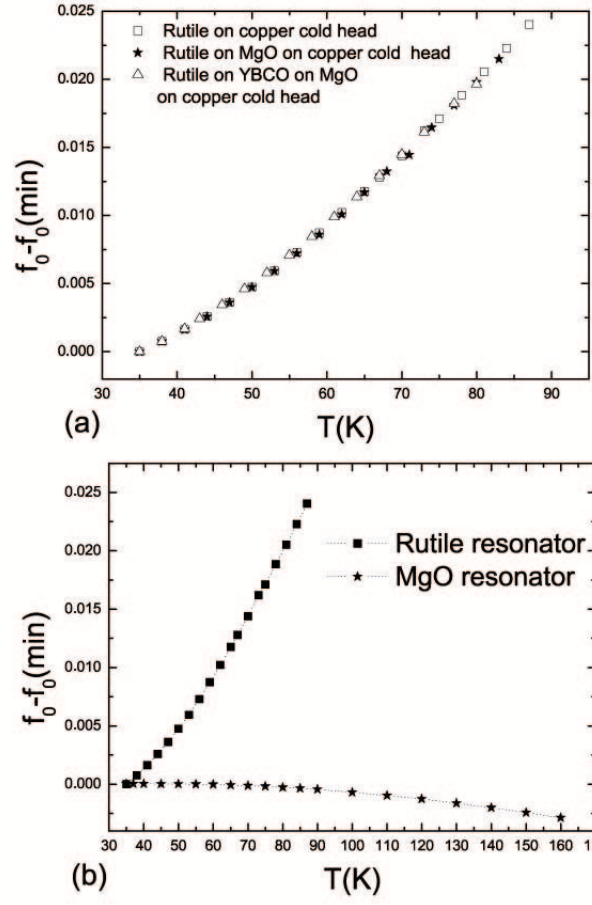 Rutile on copper cold head
Rutile on MgO on copper cold head
Rutile on YBCO on MgO
on copper cold head
0.025
0.020
0.015
0.010
0.005
0.000
f0-f0(min)
30 40 50 60 70 80 90
(a)
T(K)
Rutile resonator
MgO resonator
0.025
0.020
0.015
0.010
0.005
0.000
f0-f0(min)
30 40 50 60 70 80 90 100 110 120 130 140 150 160 1
(b)
T(K)